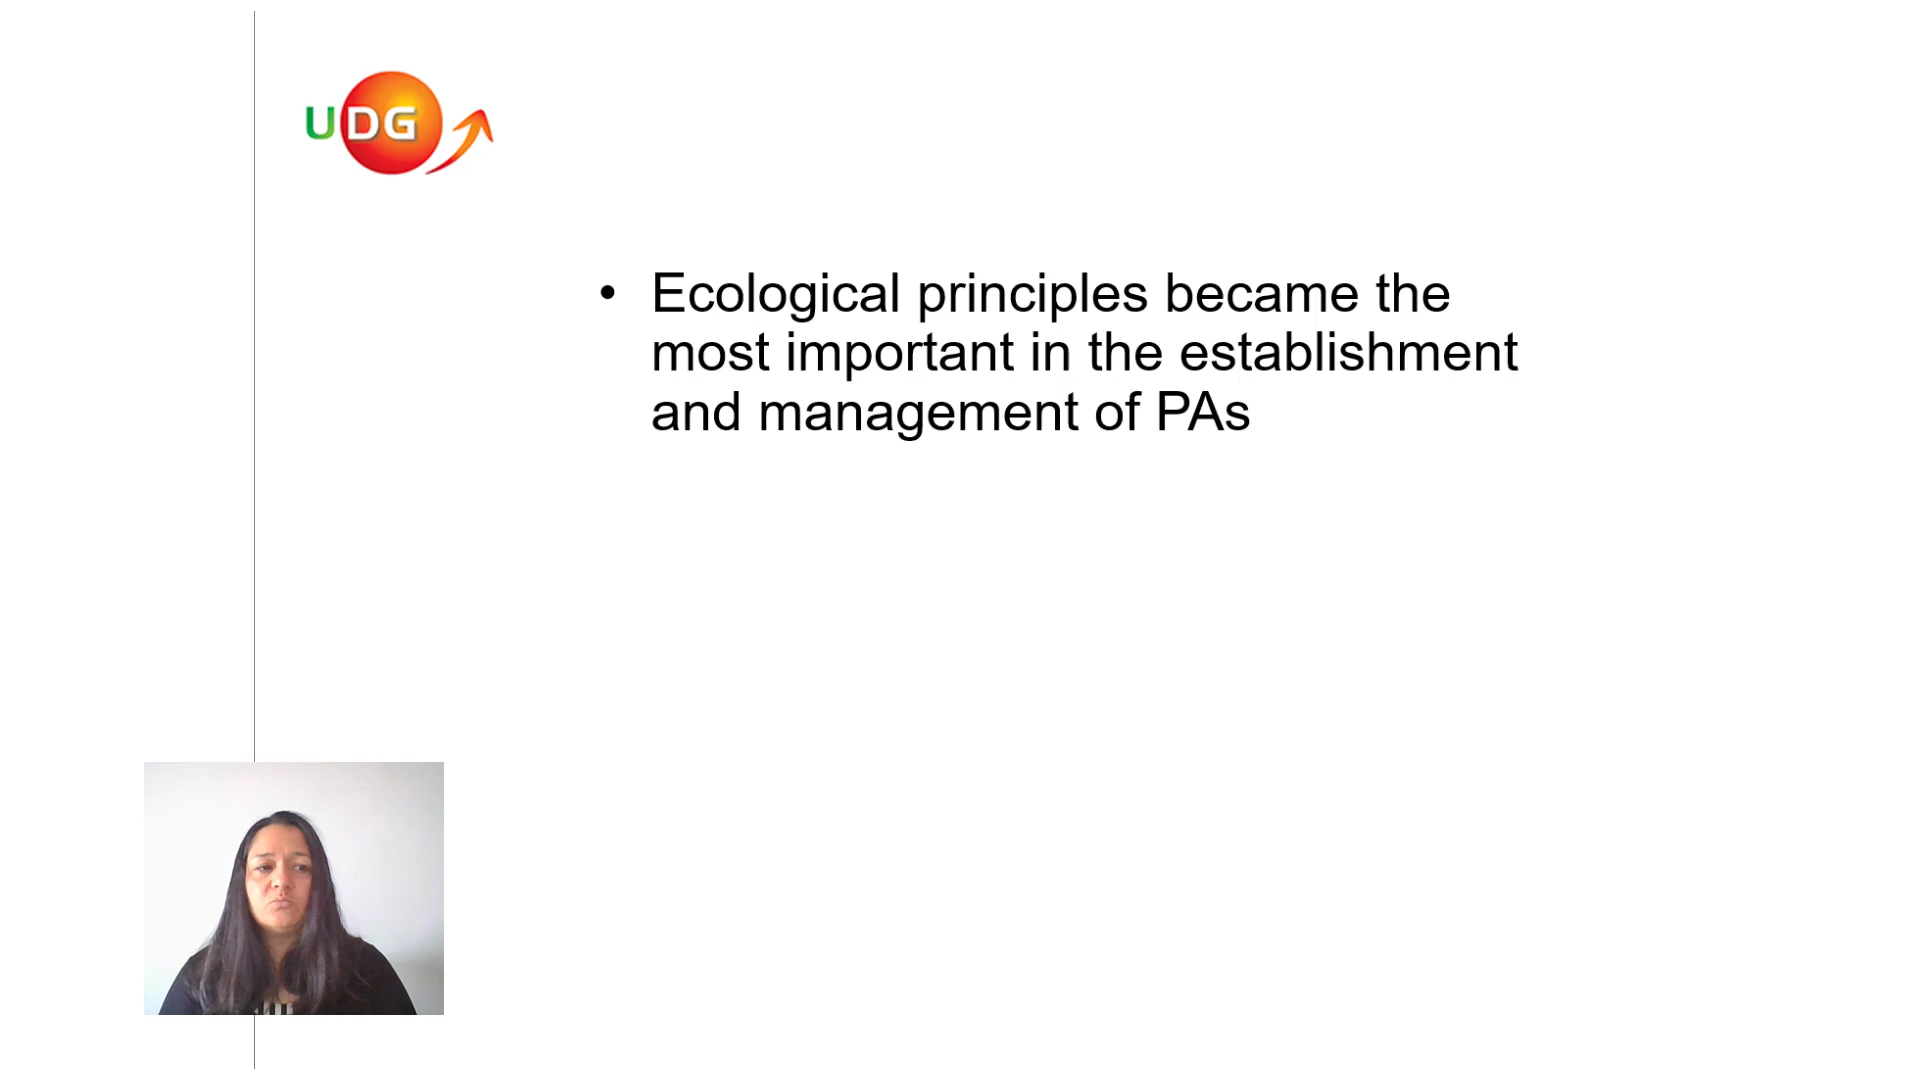 UDG
• Ecological principles became the
most important in the establishment
and management of PAs